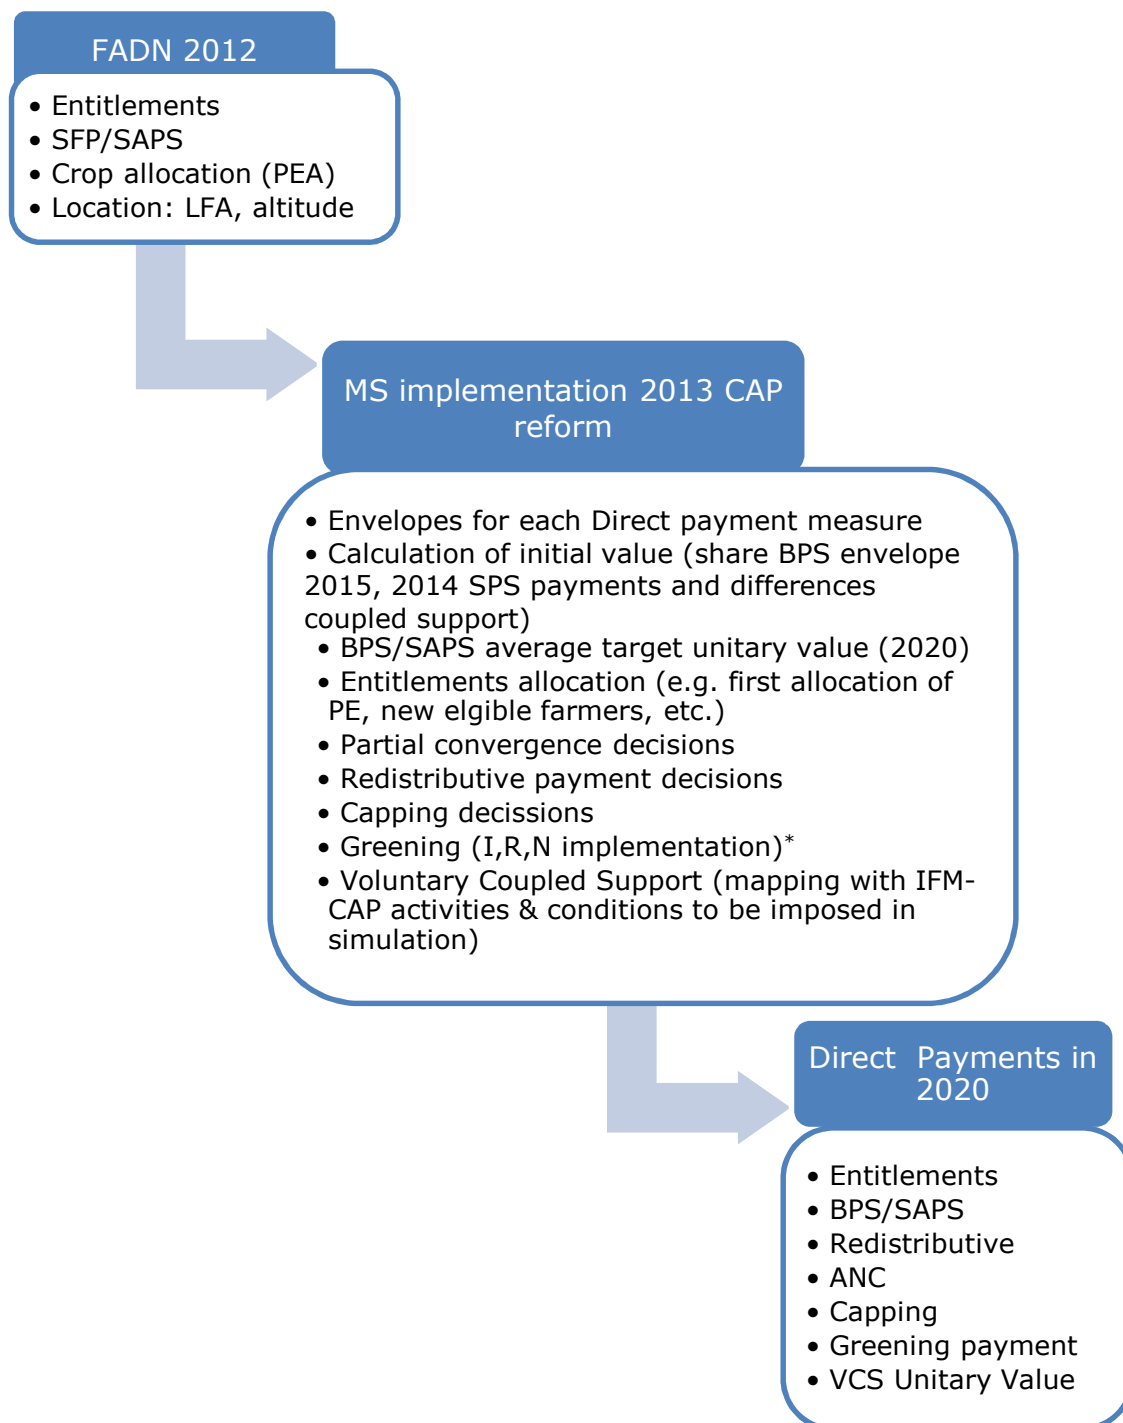 FADN 2012
• Entitlements
• SFP/SAPS
• Crop allocation (PEA)
• Location: LFA, altitude
MS implementation 2013 CAP
reform
• Envelopes for each Direct payment measure
• Calculation of initial value (share BPS envelope
2015, 2014 SPS payments and differences
coupled support)
• BPS/SAPS average target unitary value (2020)
• Entitlements allocation (e.g. first allocation of
PE, new elgible farmers, etc.)
• Partial convergence decisions
• Redistributive payment decisions
• Capping decissions
• Greening (I,R,N implementation)*
• Voluntary Coupled Support (mapping with IFM-
CAP activities & conditions to be imposed in
simulation)
Direct Payments in
2020
• Entitlements
• BPS/SAPS
• Redistributive
• ANC
• Capping
• Greening payment
• VCS Unitary Value